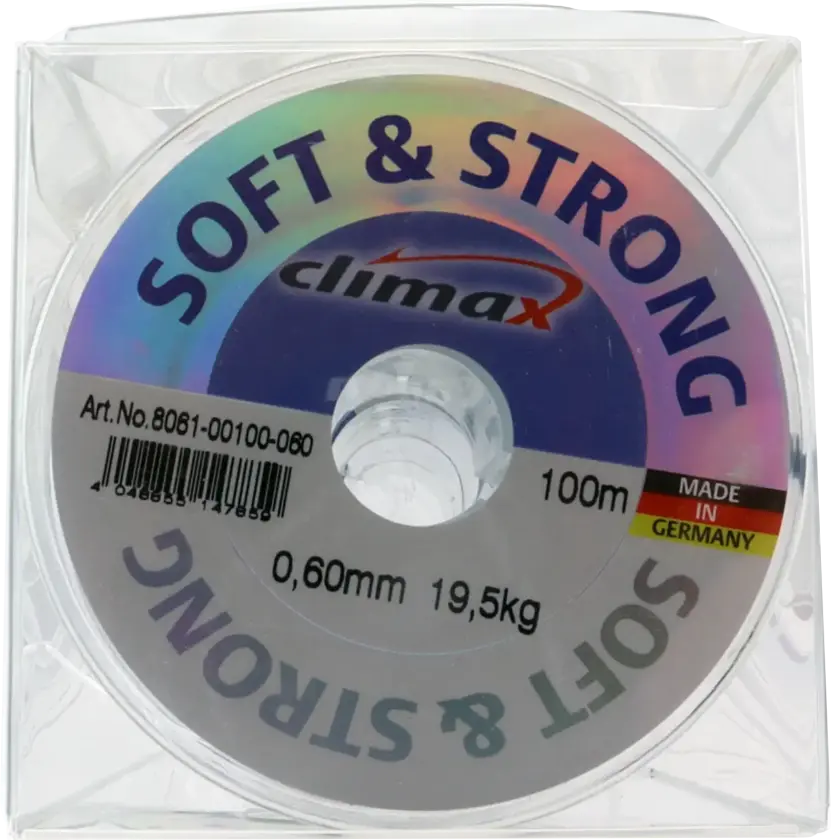 SOFT & STRONG
climax
Art.No.8061-00100-060
100m
MADE
IN
GERMANY
0,60mm 19,5kg
SOFT & STRONG